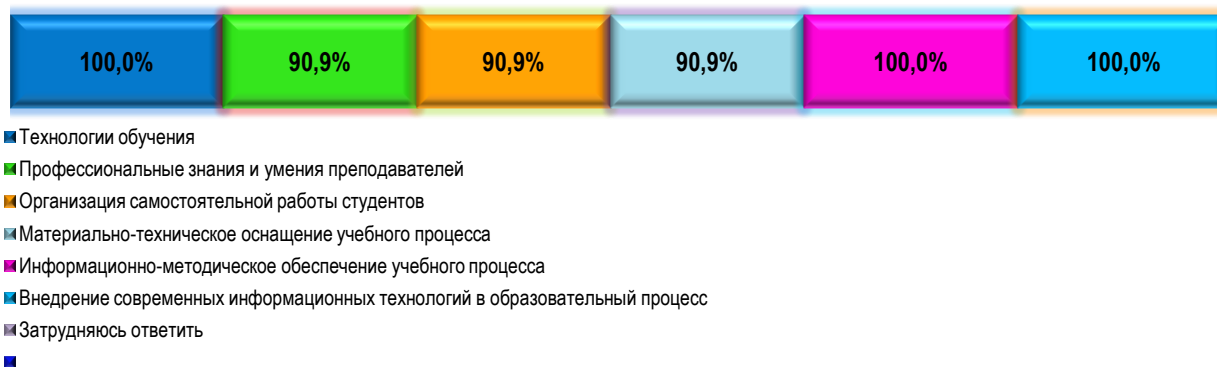 100,0% 90,9% 90,9% 90,9% 100,0% 100,0%
Технологии обучения
Профессиональные знания и умения преподавателей
Организация самостоятельной работы студентов
Материально-техническое оснащение учебного процесса
Информационно-методическое обеспечение учебного процесса
Внедрение современных информационных технологий в образовательный процесс
Затрудняюсь ответить